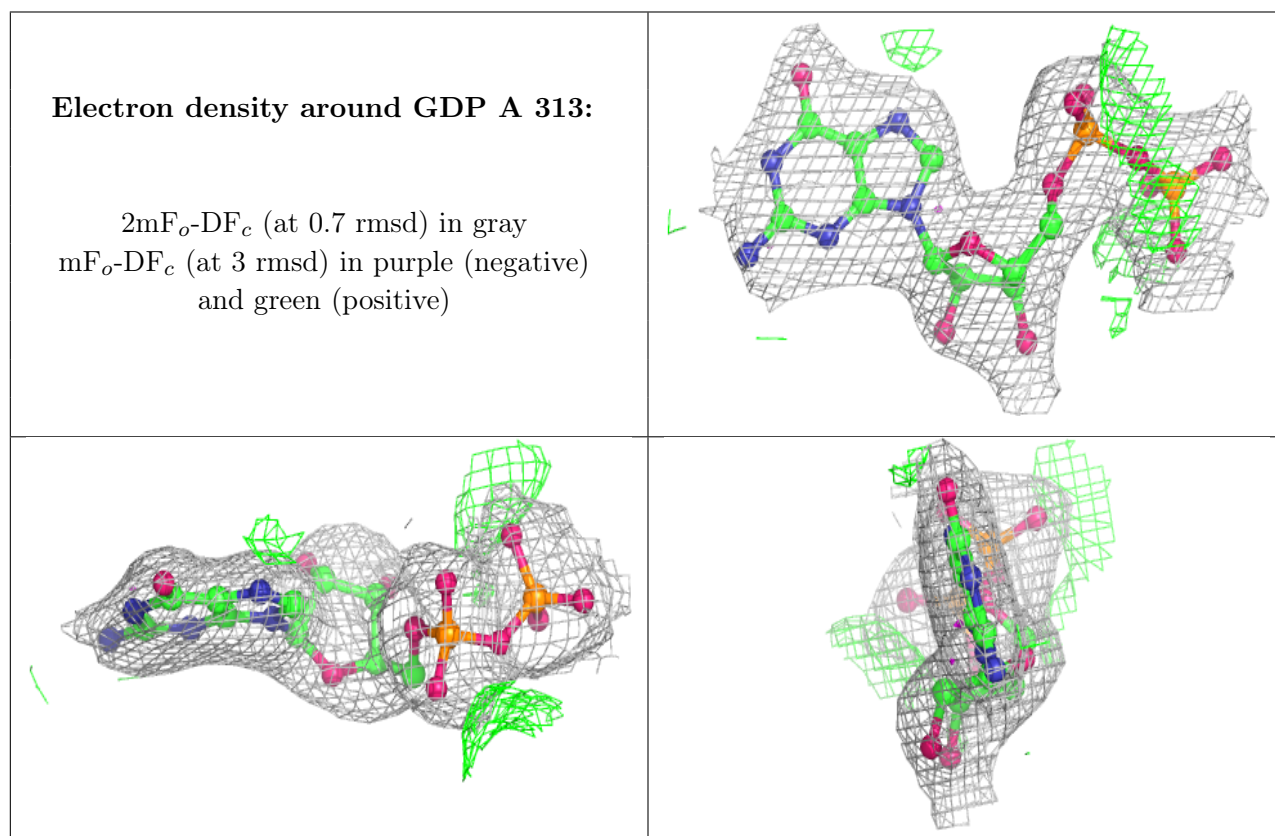 Electron density around GDP A 313:
2mFo-DFc (at 0.7 rmsd) in gray
mFo-DFc (at 3 rmsd) in purple (negative)
and green (positive)